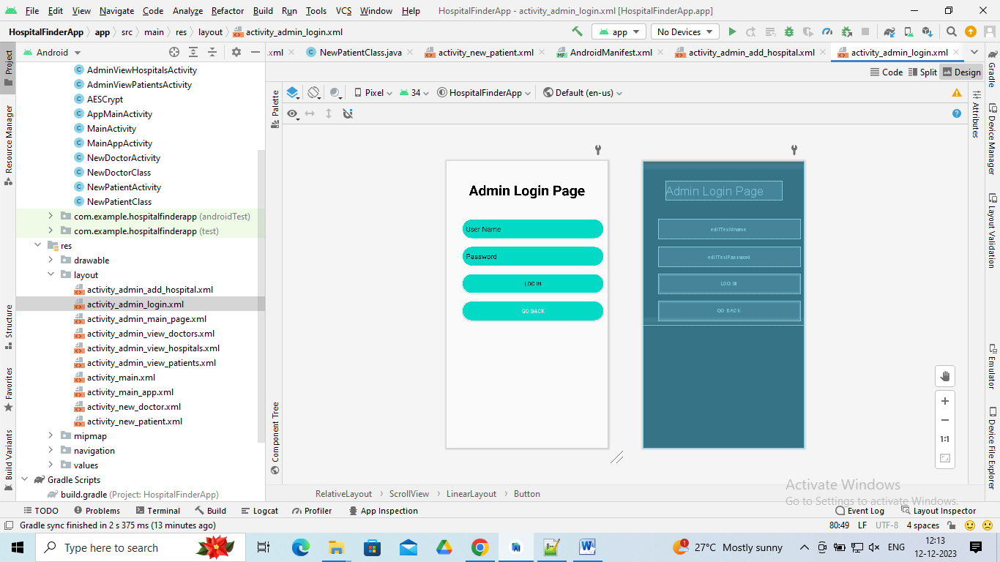 File Edit View Navigate Code Analyze Refactor Build Run Tools VCS Window Help HospitalFinderApp - activity_admin_login.xml [HospitalFinderApp.app]
HospitalFinderApp app src main res layout activity_admin_login.xml app No Devices
Project
Resource Manager
Structure
Favorites
Build Variants
Android
.xml NewPatientClass.java activity_new_patient.xml AndroidManifest.xml activity_admin_add_hospital.xml activity_admin_login.xml
Code Split Design
AdminViewHospitalsActivity
AdminViewPatientsActivity
AESCrypt
AppMainActivity
MainActivity
MainAppActivity
NewDoctorActivity
NewDoctorClass
NewPatientActivity
NewPatientClass
com.example.hospitalfinderapp (androidTest)
com.example.hospitalfinderapp (test)
res
drawable
layout
activity_admin_add_hospital.xml
activity_admin_login.xml
activity_admin_main_page.xml
activity_admin_view_doctors.xml
activity_admin_view_hospitals.xml
activity_admin_view_patients.xml
activity_main.xml
activity_main_app.xml
activity_new_doctor.xml
activity_new_patient.xml
mipmap
navigation
values
Gradle Scripts
build.gradle (Project: HospitalFinderApp)
Palette
Component Tree
Pixel 34 HospitalFinderApp Default (en-us)
Admin Login Page
User Name
Password
LOG IN
GO BACK
Admin Login Page
editTextUname
editTextPassword
LOG IN
GO BACK
1:1
Attributes
Gradle
Device Manager
Layout Validation
Emulator
Device File Explorer
Activate Windows
Go to Settings to activate Windows.
RelativeLayout ScrollView LinearLayout Button
TODO Problems Terminal Build Logcat Profiler App Inspection Event Log Layout Inspector
Gradle sync finished in 2 s 375 ms (13 minutes ago) 80:49 LF UTF-8 4 spaces
Type here to search 1 27°C Mostly sunny ENG 12:13
12-12-2023